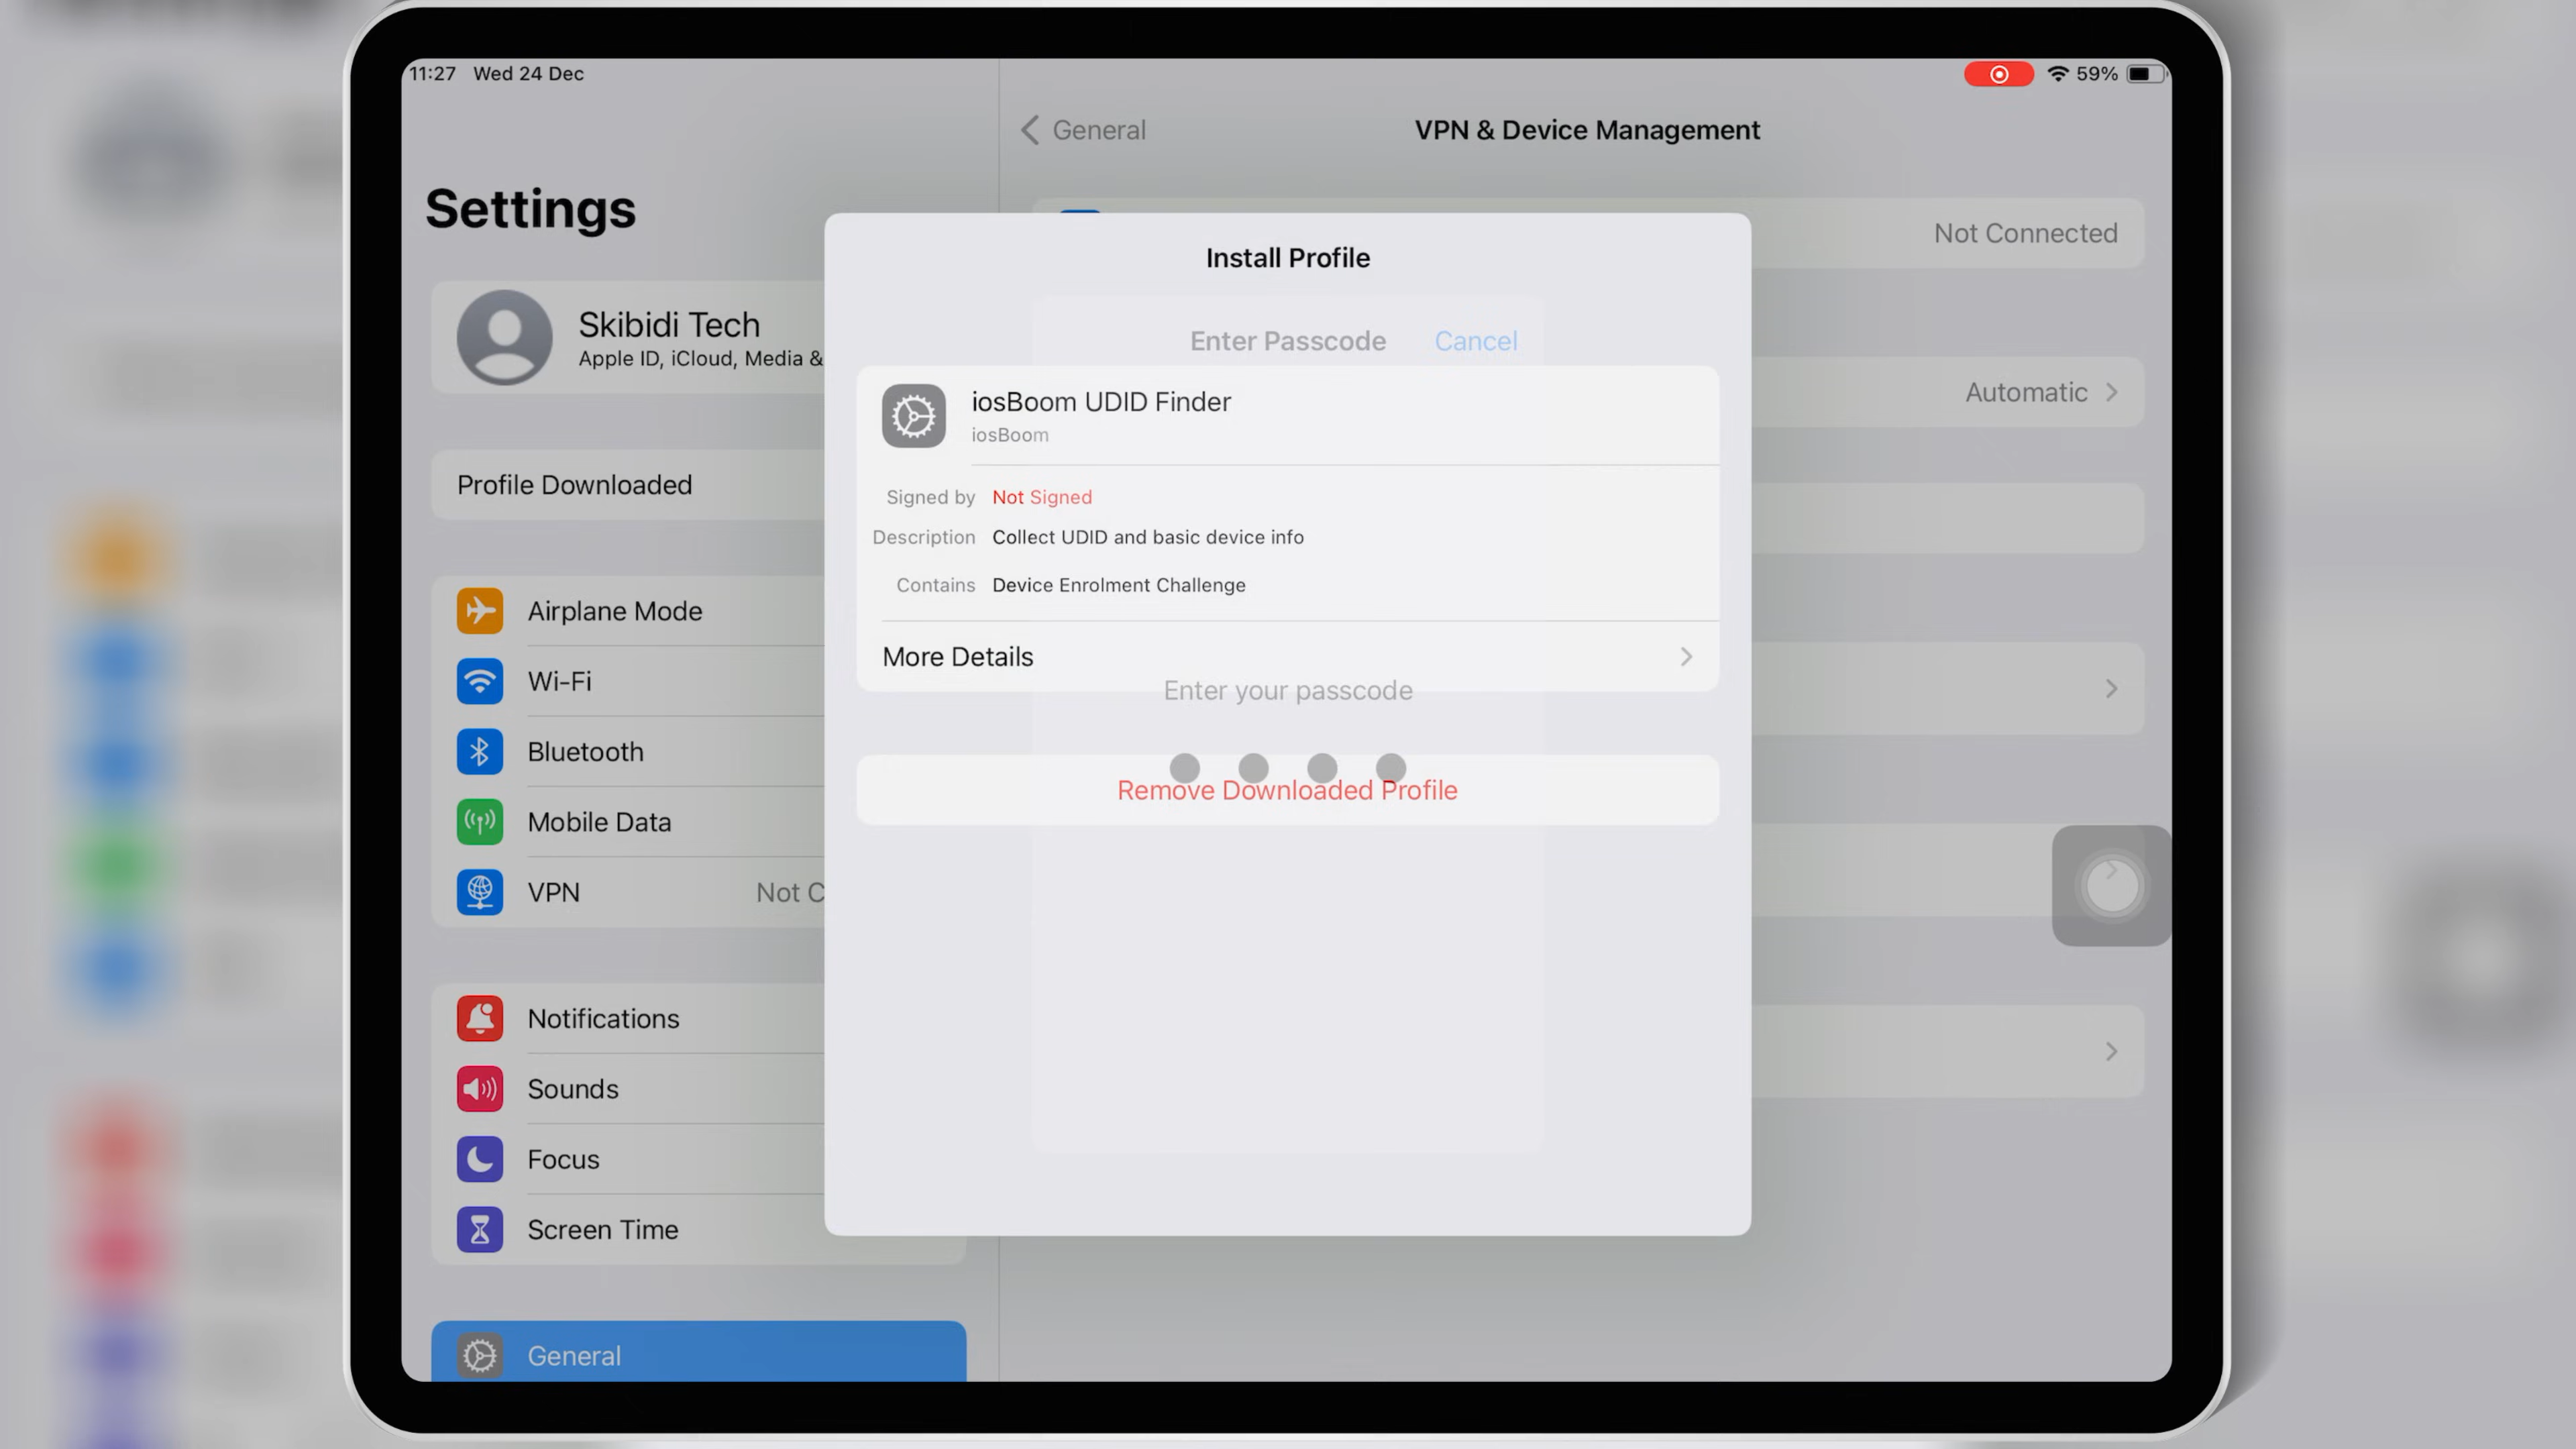 11:27 Wed 24 Dec
59%
General
VPN & Device Management
Settings
Not Connected
Install Profile
Skibidi Tech
Apple ID, iCloud, Media &
Enter Passcode Cancel
iosBoom UDID Finder
iosBoom
Automatic
Profile Downloaded
Signed by Not Signed
Description Collect UDID and basic device info
Contains Device Enrolment Challenge
More Details
Enter your passcode
Remove Downloaded Profile
Airplane Mode
Wi-Fi
Bluetooth
Mobile Data
VPN Not C
Notifications
Sounds
Focus
Screen Time
General